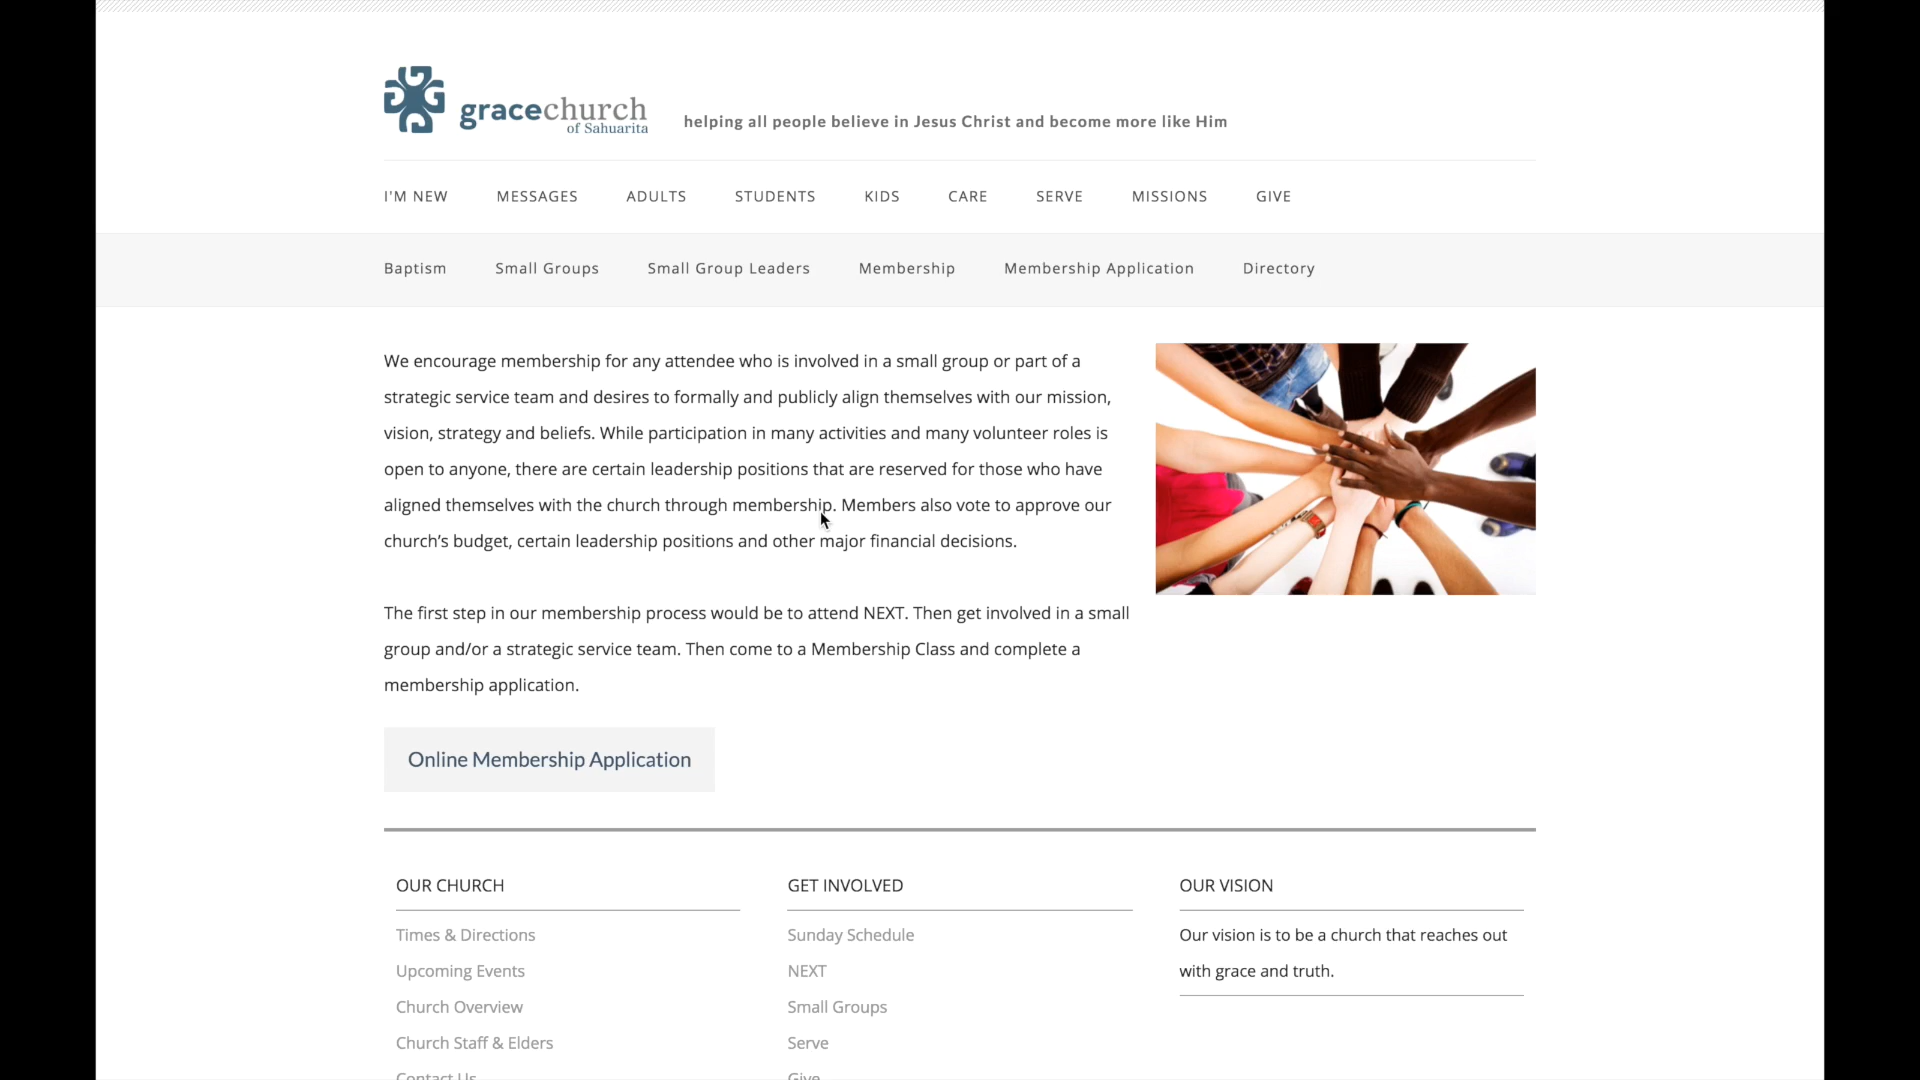 gracechurch
of Sahuarita
helping all people believe in Jesus Christ and become more like Him
I'M NEW MESSAGES ADULTS STUDENTS KIDS CARE SERVE MISSIONS GIVE
Baptism Small Groups Small Group Leaders Membership Membership Application Directory
We encourage membership for any attendee who is involved in a small group or part of a
strategic service team and desires to formally and publicly align themselves with our mission,
vision, strategy and beliefs. While participation in many activities and many volunteer roles is
open to anyone, there are certain leadership positions that are reserved for those who have
aligned themselves with the church through membership. Members also vote to approve our
church’s budget, certain leadership positions and other major financial decisions.
The first step in our membership process would be to attend NEXT. Then get involved in a small
group and/or a strategic service team. Then come to a Membership Class and complete a
membership application.
Online Membership Application
OUR CHURCH
Times & Directions
Upcoming Events
Church Overview
Church Staff & Elders
Contact Us
GET INVOLVED
Sunday Schedule
NEXT
Small Groups
Serve
Give
OUR VISION
Our vision is to be a church that reaches out
with grace and truth.